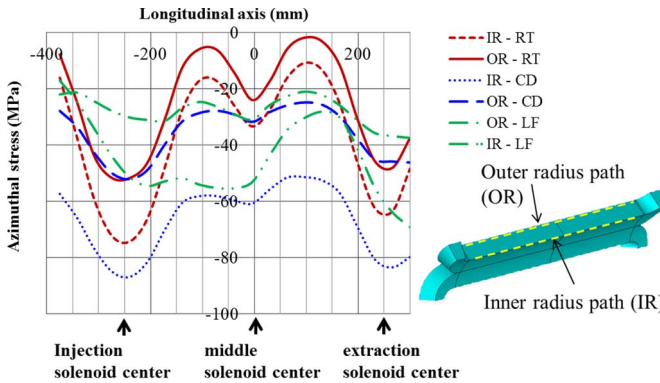 Longitudinal axis (mm)
-400 -200 0 200
0
-20
-40
-60
-80
-100
Azimuthal stress (MPa)
Injection
solenoid center
middle
solenoid center
extraction
solenoid center
IR - RT
OR - RT
IR - CD
OR - CD
OR - LF
IR - LF
Outer radius path
(OR)
Inner radius path (IR)